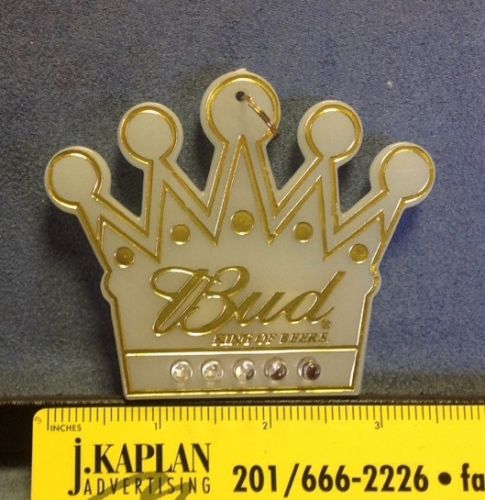 Bud®
KING OF BEERS
INCHES 1 2 3
j.KAPLAN
ADVERTISING
201/666-2226 • fa